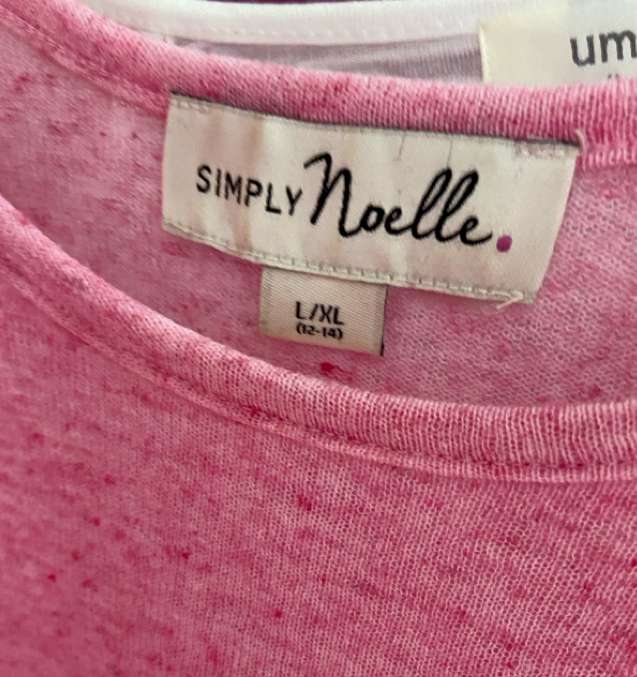 um
SIMPLY Noelle.
L/XL
(12-14)